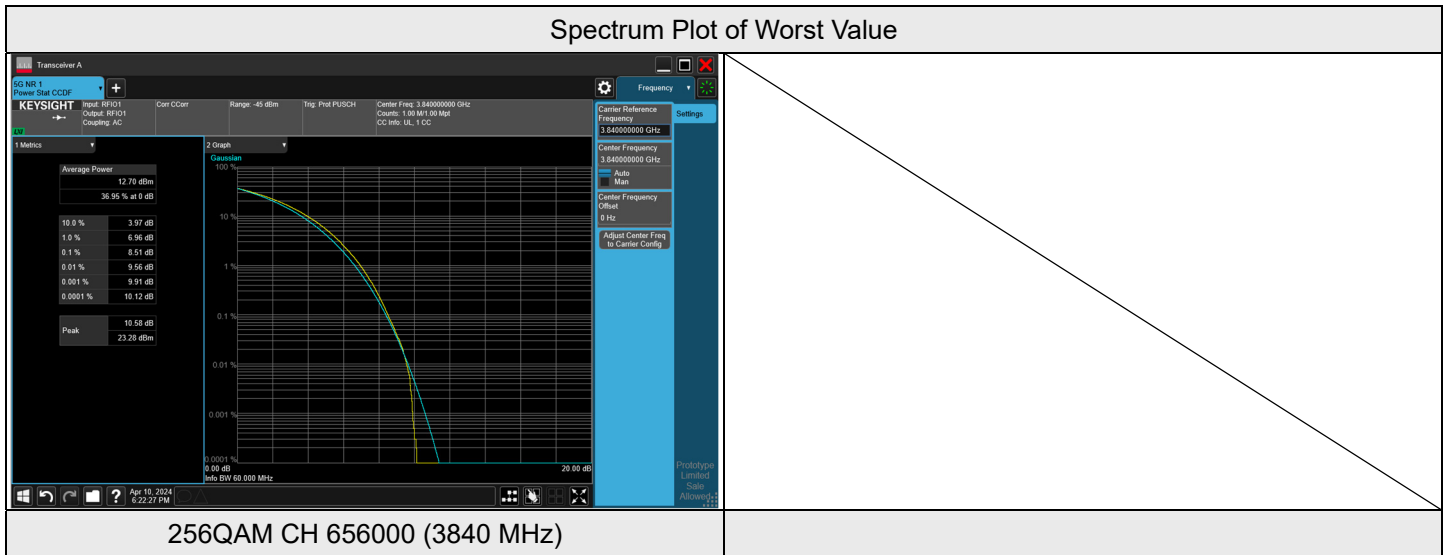 Spectrum Plot of Worst Value
Transceiver A
5G NR 1
Power Stat CCDF
Frequency
KEYSIGHT
Input: RFIO1
Output: RFIO1
Coupling: AC
Corr CCorr
Range: -45 dBm
Trig: Prot PUSCH
Center Freq: 3.840000000 GHz
Counts: 1.00 M/1.00 Mpt
CC Info: UL, 1 CC
LXI
1 Metrics
Average Power
12.70 dBm
36.95 % at 0 dB
10.0 % 3.97 dB
1.0 % 6.96 dB
0.1 % 8.51 dB
0.01 % 9.56 dB
0.001 % 9.91 dB
0.0001 % 10.12 dB
Peak
10.58 dB
23.28 dBm
2 Graph
Gaussian
100 %
10 %
1 %
0.1 %
0.01 %
0.001 %
0.0001 %
0.00 dB
20.00 dB
Info BW 60.000 MHz
Carrier Reference
Frequency
3.840000000 GHz
Settings
Center Frequency
3.840000000 GHz
Auto
Man
Center Frequency
Offset
0 Hz
Adjust Center Freq
to Carrier Config
Prototype
Limited
Sale
Allowed
Apr 10, 2024
6:22:27 PM
256QAM CH 656000 (3840 MHz)